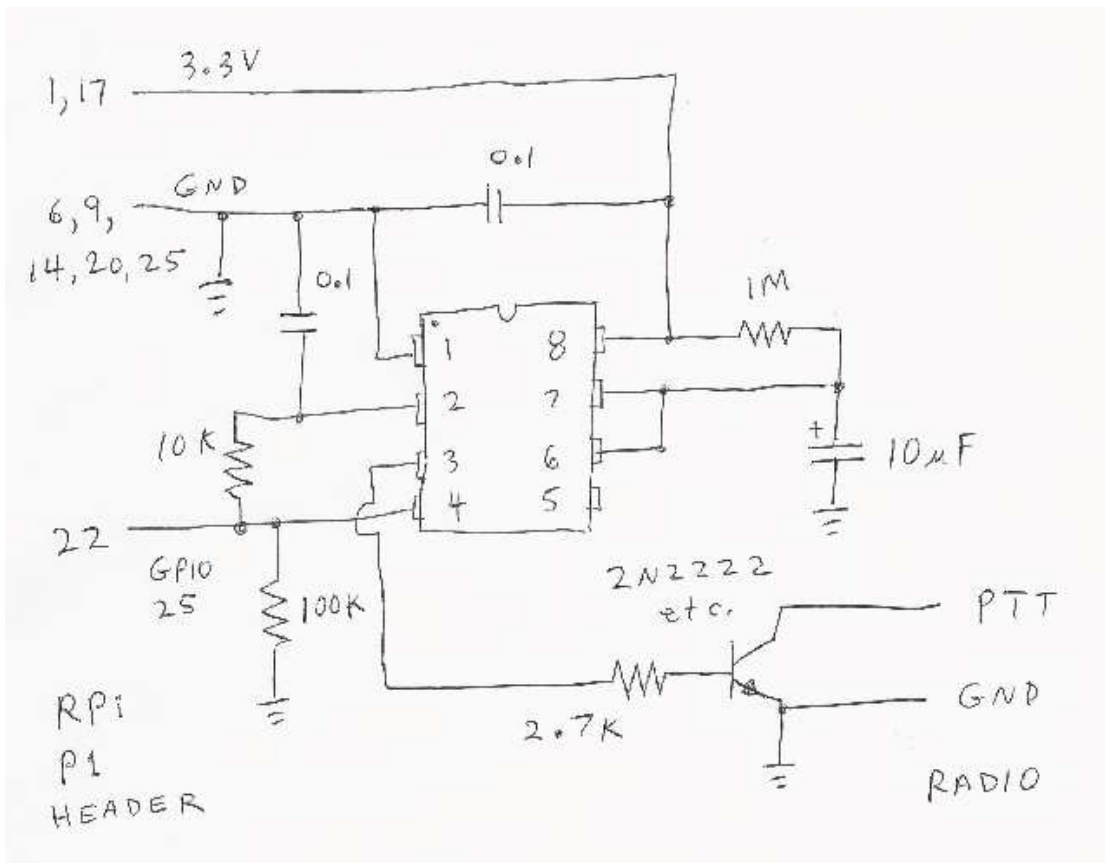 3.3V
1,17
0.1
GND
6,9,
14,20,25
0.1
1M
1
8
2
7
10K
3
6
+
10µF
4
5
22
GPIO
25
100K
2N2222
etc.
PTT
GND
2.7K
RPi
P1
HEADER
RADIO